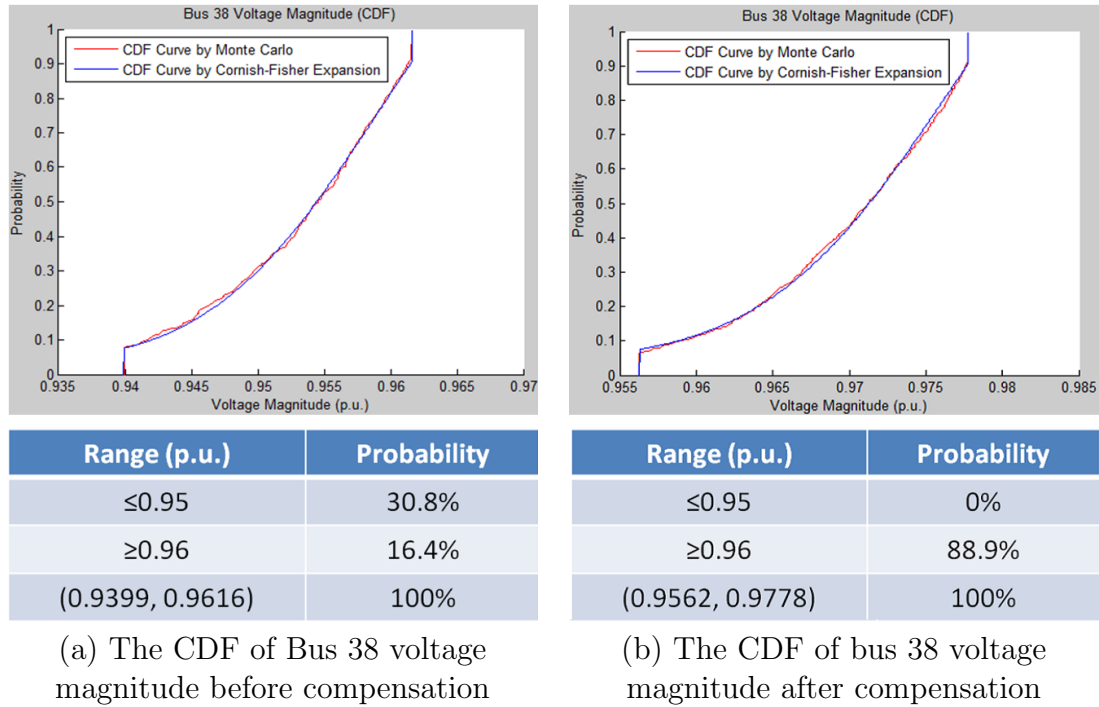 Bus 38 Voltage Magnitude (CDF)
CDF Curve by Monte Carlo
CDF Curve by Cornish-Fisher Expansion
1
0.9
0.8
0.7
0.6
0.5
0.4
0.3
0.2
0.1
0
Probability
0.935 0.94 0.945 0.95 0.955 0.96 0.965 0.97
Voltage Magnitude (p.u.)
Range (p.u.) Probability
≤0.95 30.8%
≥0.96 16.4%
(0.9399, 0.9616) 100%
(a) The CDF of Bus 38 voltage
magnitude before compensation
Bus 38 Voltage Magnitude (CDF)
CDF Curve by Monte Carlo
CDF Curve by Cornish-Fisher Expansion
1
0.9
0.8
0.7
0.6
0.5
0.4
0.3
0.2
0.1
0
Probability
0.955 0.96 0.965 0.97 0.975 0.98 0.985
Voltage Magnitude (p.u.)
Range (p.u.) Probability
≤0.95 0%
≥0.96 88.9%
(0.9562, 0.9778) 100%
(b) The CDF of bus 38 voltage
magnitude after compensation